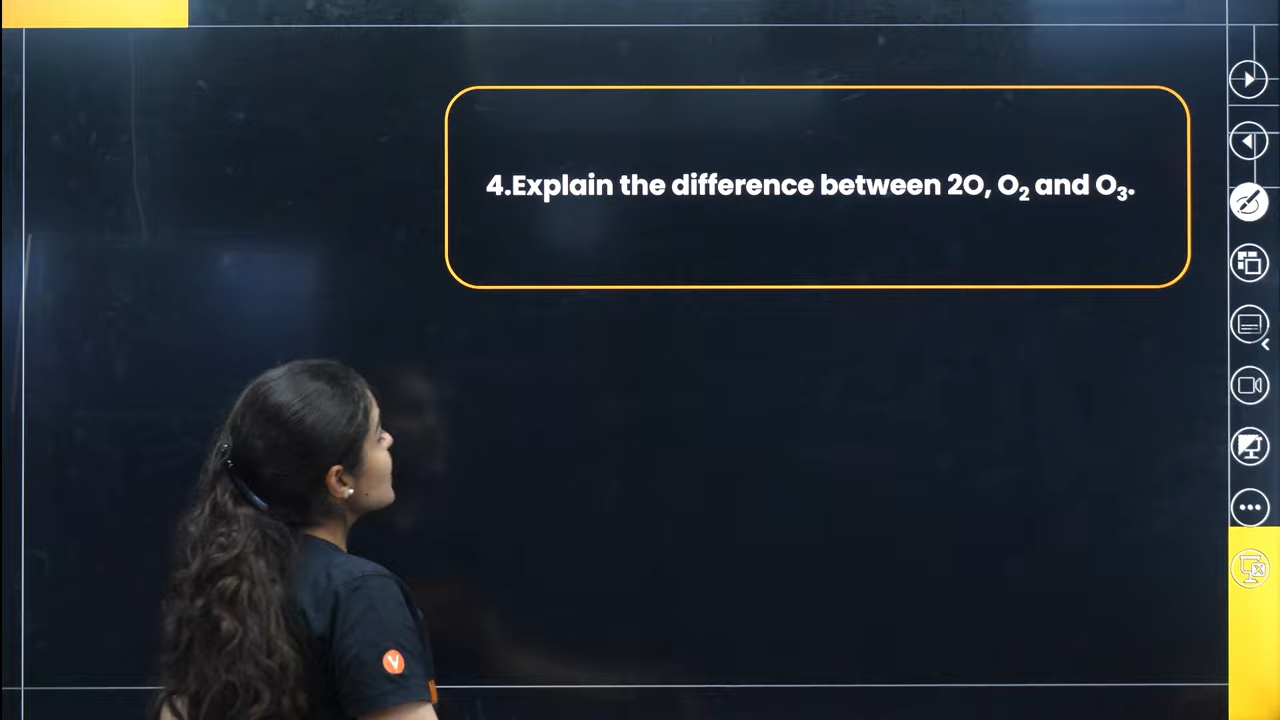 4.Explain the difference between 2O, O₂ and O₃.
V